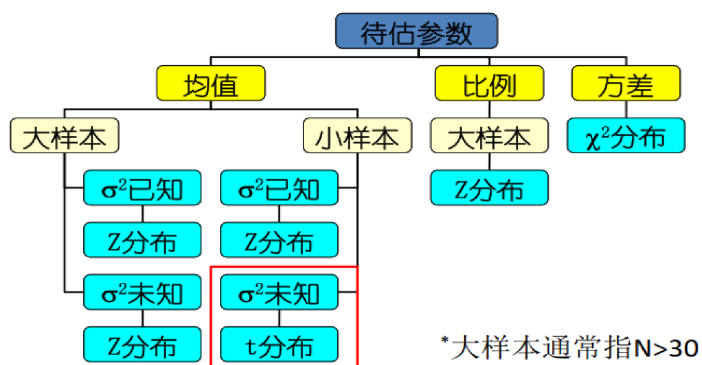 待估参数
均值
比例
方差
大样本
小样本
大样本
χ²分布
σ²已知
σ²已知
Z分布
Z分布
Z分布
σ²未知
σ²未知
Z分布
t分布
*大样本通常指N>30